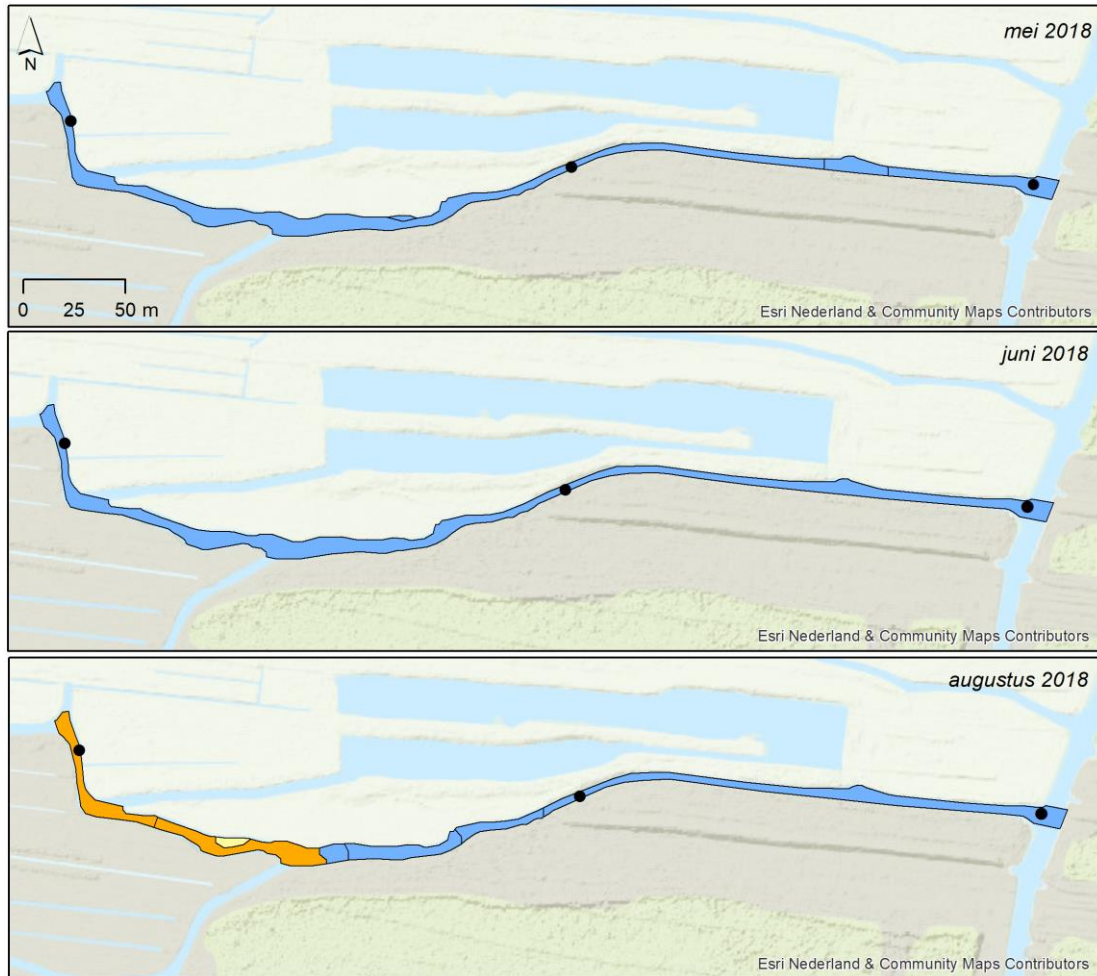 mei 2018
N
0 25 50 m
Esri Nederland & Community Maps Contributors
juni 2018
Esri Nederland & Community Maps Contributors
augustus 2018
Esri Nederland & Community Maps Contributors